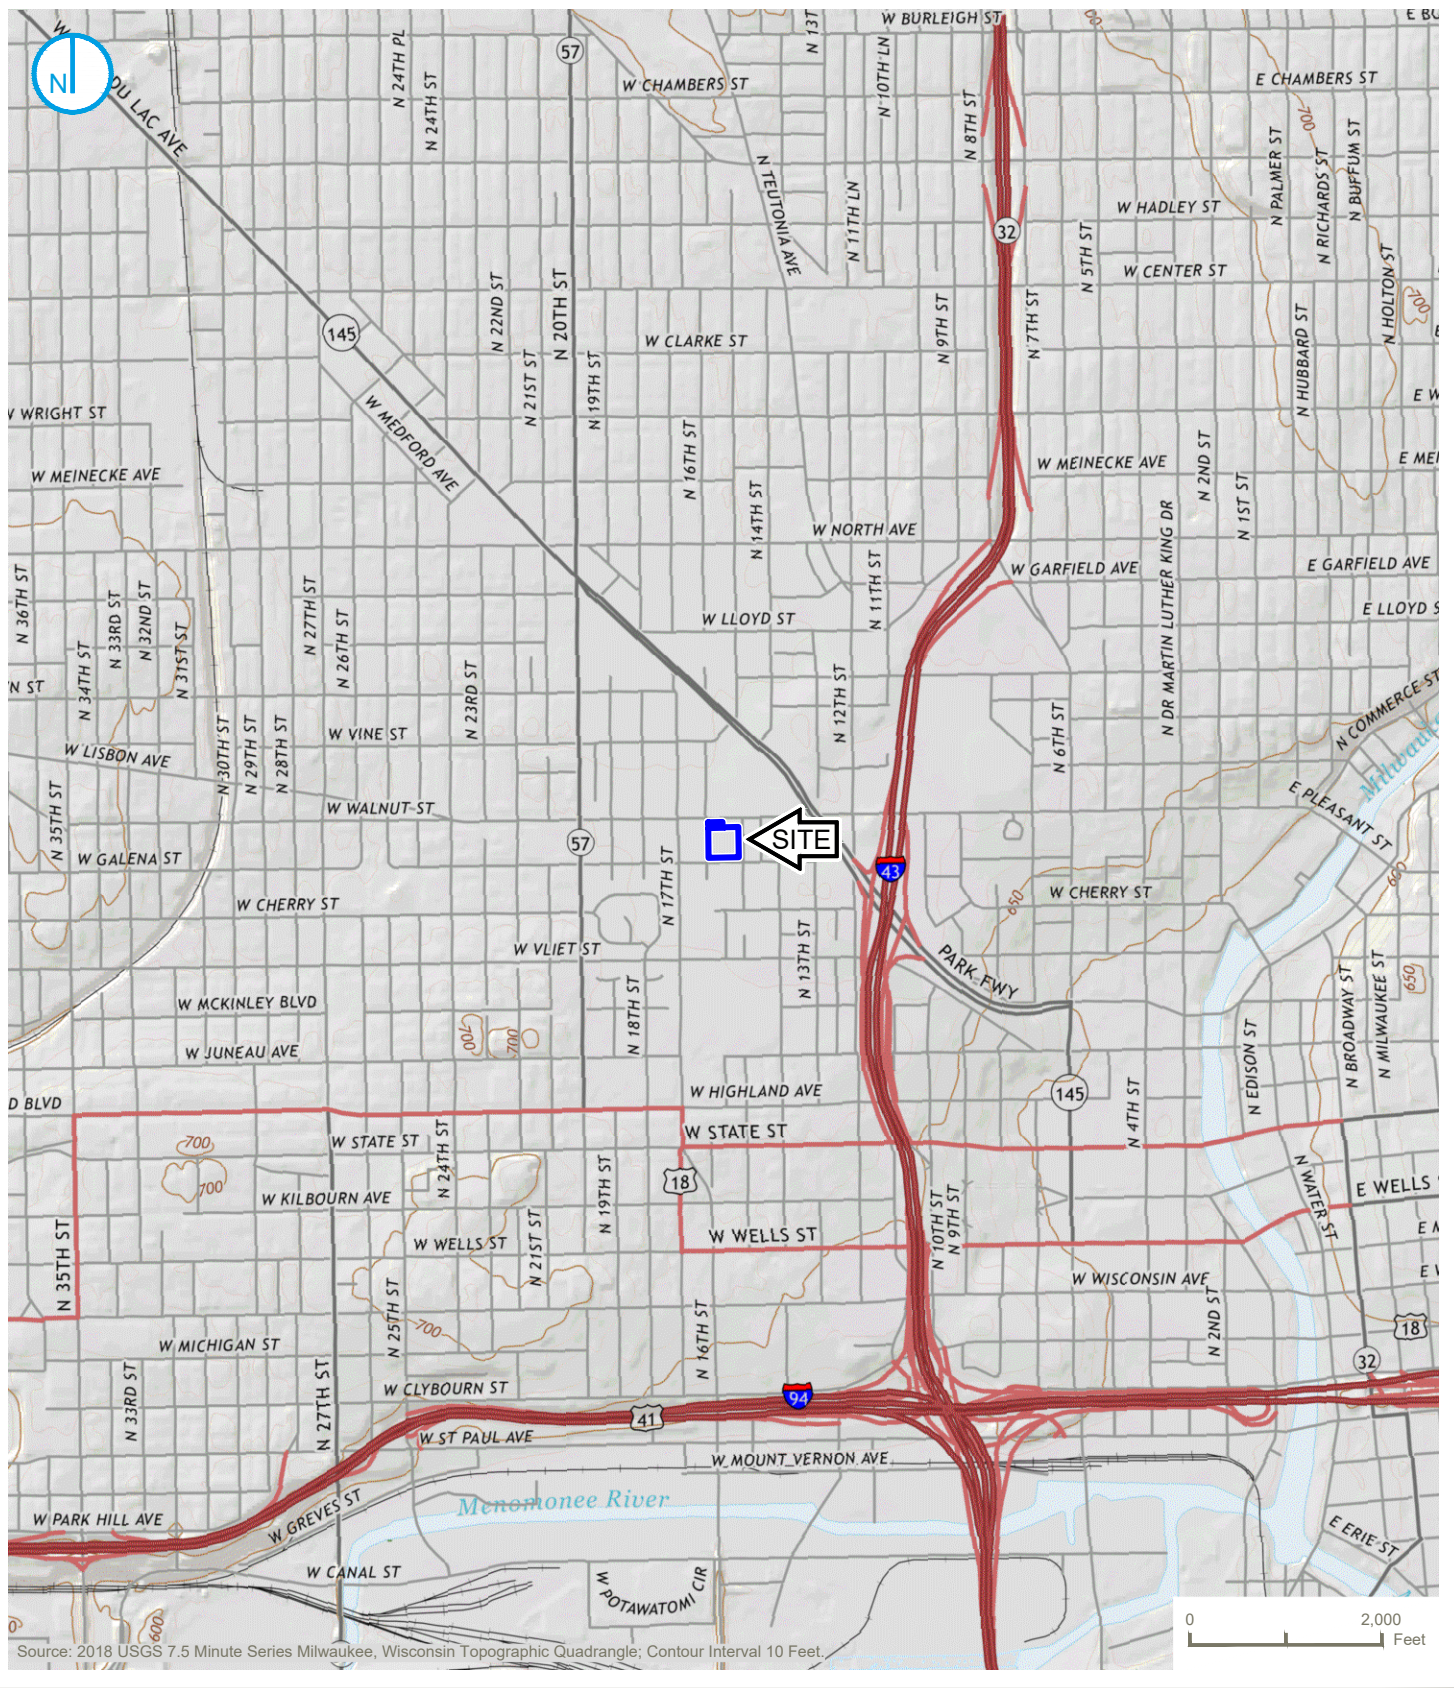 W BURLEIGH ST
E BU
N 13T
57
W
N
DU LAC AVE
N 24TH PL
N 24TH ST
W CHAMBERS ST
N 10TH LN
N 8TH ST
E CHAMBERS ST
700
N PALMER ST
N RICHARDS ST
N BUFFUM ST
N TEUTONIA AVE
N 11TH LN
32
W HADLEY ST
N 5TH ST
W CENTER ST
N HOLTON ST
700
N 22ND ST
N 20TH ST
145
W CLARKE ST
N 9TH ST
N 7TH ST
N HUBBARD ST
N 21ST ST
N 19TH ST
W WRIGHT ST
W MEDFORD AVE
E W
N 16TH ST
W MEINECKE AVE
W MEINECKE AVE
N 2ND ST
E MEI
N 1ST ST
N 14TH ST
W NORTH AVE
N DR MARTIN LUTHER KING DR
W GARFIELD AVE
E GARFIELD AVE
N 36TH ST
N 33RD ST
N 32ND ST
N 31ST ST
N 34TH ST
N 27TH ST
N 26TH ST
N 11TH ST
W LLOYD ST
E LLOYD S
N ST
N 23RD ST
N 12TH ST
N 6TH ST
N COMMERCE ST
W VINE ST
W LISBON AVE
N 30TH ST
N 29TH ST
N 28TH ST
Milwauke
W WALNUT ST
E PLEASANT ST
N 35TH ST
57
SITE
W GALENA ST
43
600
N 17TH ST
W CHERRY ST
650
W CHERRY ST
W VLIET ST
N 13TH ST
PARK FWY
N BROADWAY ST
N MILWAUKEE ST
650
W MCKINLEY BLVD
N 18TH ST
700
700
W JUNEAU AVE
N EDISON ST
W HIGHLAND AVE
145
N 4TH ST
D BLVD
W STATE ST
W STATE ST
700
N 24TH ST
18
700
W KILBOURN AVE
N 19TH ST
N 10TH ST
N 9TH ST
N WATER ST
E WELLS
N 35TH ST
W WELLS ST
N 21ST ST
W WELLS ST
W WISCONSIN AVE
N 25TH ST
700
N 16TH ST
N 2ND ST
18
W MICHIGAN ST
32
N 33RD ST
N 27TH ST
W CLYBOURN ST
94
41
W ST PAUL AVE
W MOUNT VERNON AVE
W GREVES ST
Menomonee River
W PARK HILL AVE
E ERIE ST
W CANAL ST
W POTAWATOMI CIR
600
0
2,000
Feet
Source: 2018 USGS 7.5 Minute Series Milwaukee, Wisconsin Topographic Quadrangle; Contour Interval 10 Feet.